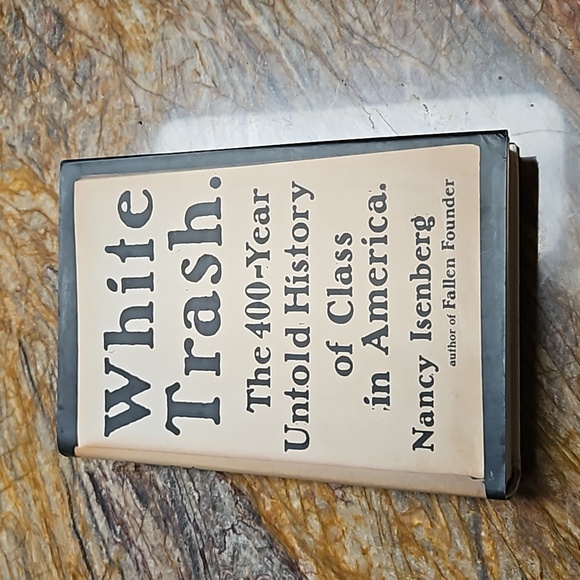 White
Trash.
The 400-Year
Untold History
of Class
in America.
Nancy Isenberg
author of Fallen Founder